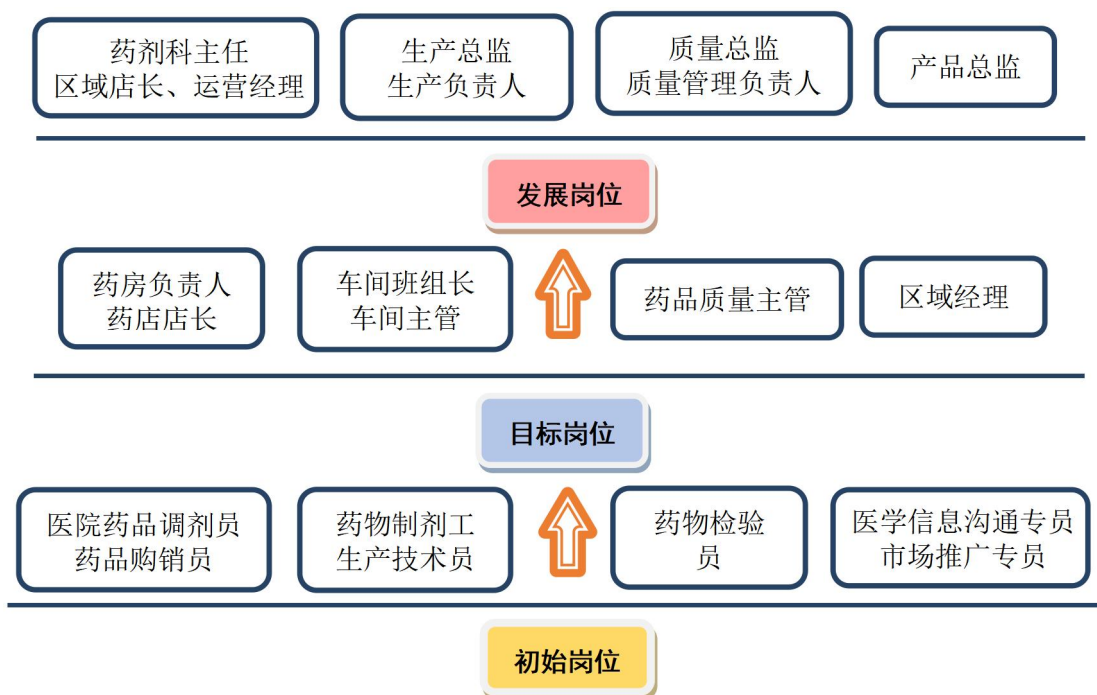 药剂科主任
区域店长、运营经理
生产总监
生产负责人
质量总监
质量管理负责人
产品总监
发展岗位
药房负责人
药店店长
车间班组长
车间主管
药品质量主管
区域经理
目标岗位
医院药品调剂员
药品购销员
药物制剂工
生产技术员
药物检验
员
医学信息沟通专员
市场推广专员
初始岗位